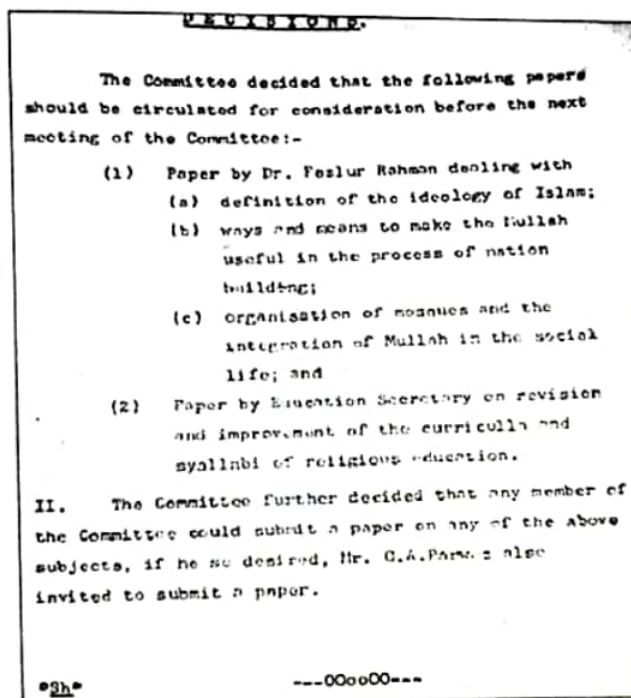 DECISIONS.
The Committee decided that the following papers
should be circulated for consideration before the next
meeting of the Committee:-
(1) Paper by Dr. Fazlur Rahman dealing with
(a) definition of the ideology of Islam;
(b) ways and means to make the Mullah
useful in the process of nation
building;
(c) organisation of mosques and the
integration of Mullah in the social
life; and
(2) Paper by Education Secretary on revision
and improvement of the curriculla and
syallabi of religious education.
II. The Committee further decided that any member of
the Committee could submit a paper on any of the above
subjects, if he so desired, Mr. G.A. also
invited to submit a paper.
*Sh* ---OOooOO---